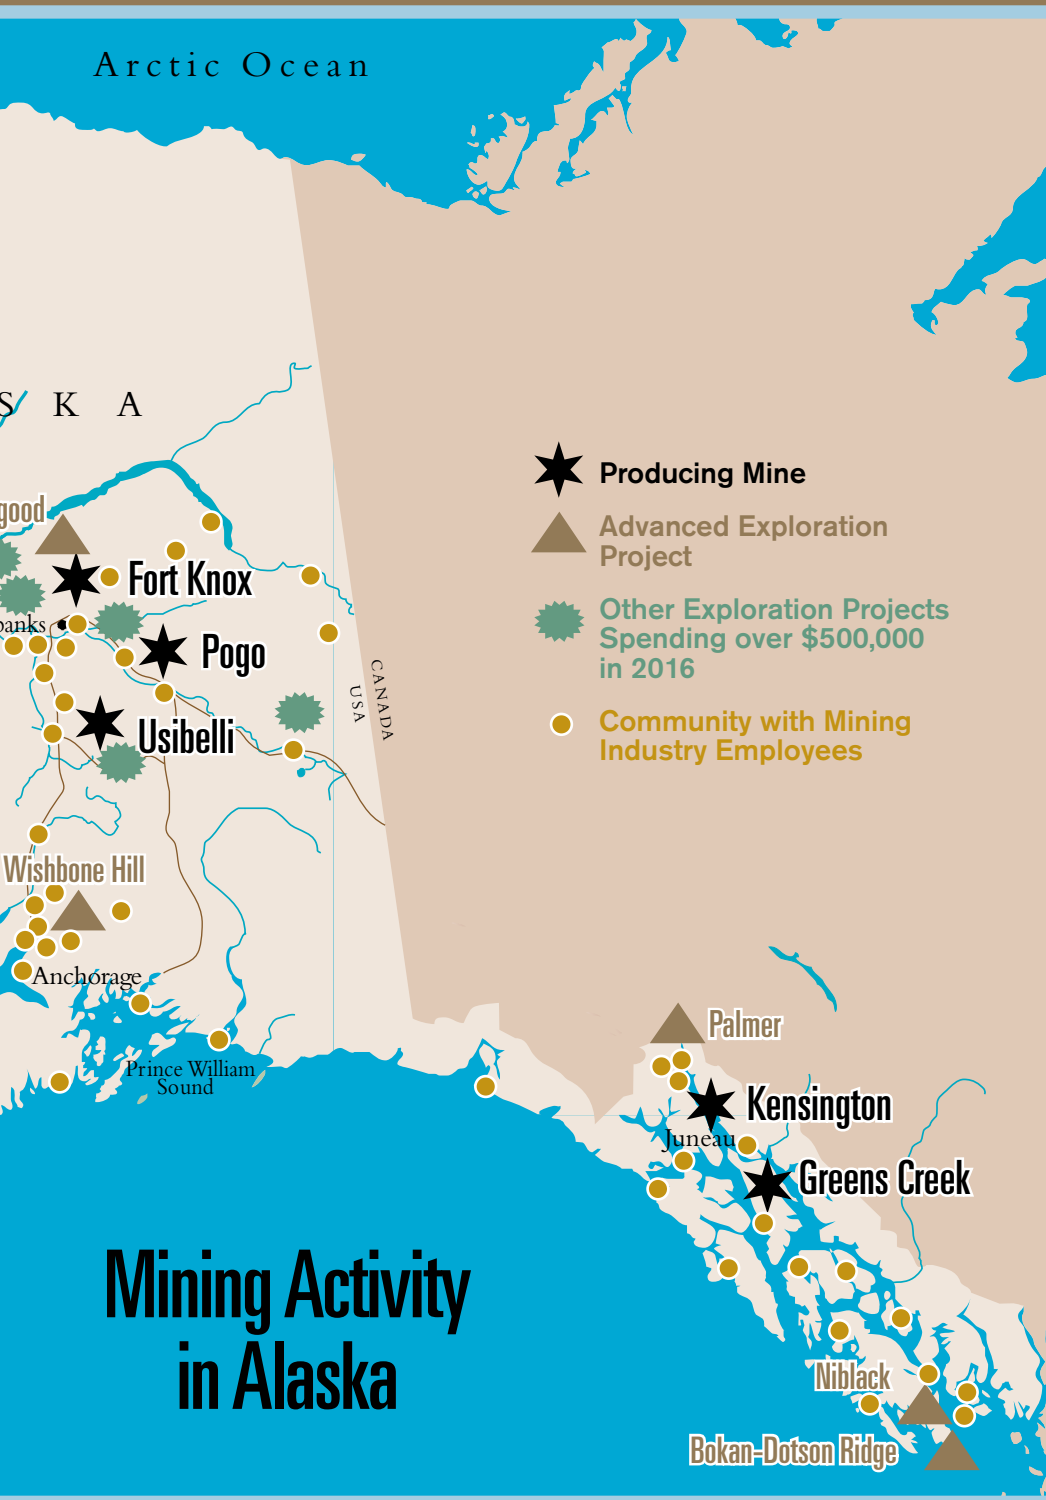 Arctic Ocean
S K A
good
Fort Knox
banks
Pogo
CANADA
USA
Usibelli
Producing Mine
Advanced Exploration
Project
Other Exploration Projects
Spending over $500,000
in 2016
Community with Mining
Industry Employees
Wishbone Hill
Anchorage
Prince William
Sound
Palmer
Kensington
Juneau
Greens Creek
Mining Activity
in Alaska
Niblack
Bokan-Dotson Ridge